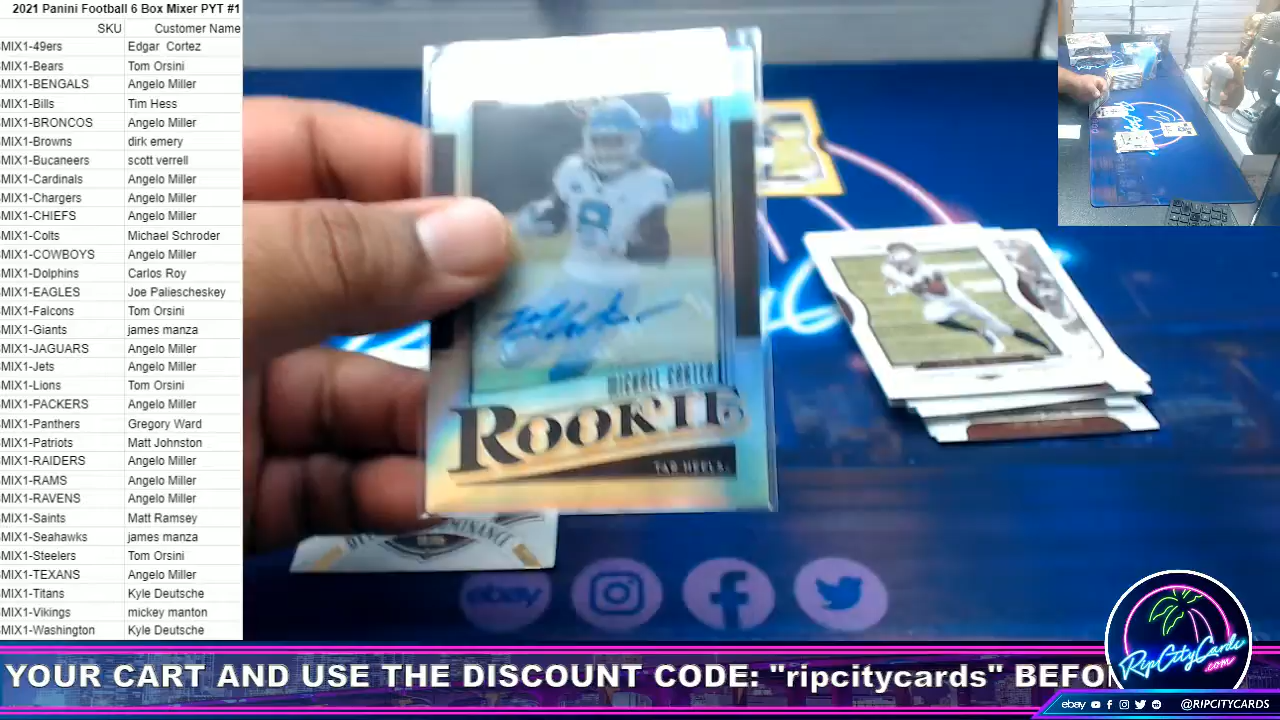 2021 Panini Football 6 Box Mixer PYT #1
SKU Customer Name
MIX1-49ers Edgar Cortez
MIX1-Bears Tom Orsini
MIX1-BENGALS Angelo Miller
MIX1-Bills Tim Hess
MIX1-BRONCOS Angelo Miller
MIX1-Browns dirk emery
MIX1-Bucaneers scott verrell
MIX1-Cardinals Angelo Miller
MIX1-Chargers Angelo Miller
MIX1-CHIEFS Angelo Miller
MIX1-Colts Michael Schroder
MIX1-COWBOYS Angelo Miller
MIX1-Dolphins Carlos Roy
MIX1-EAGLES Joe Paliescheskey
MIX1-Falcons Tom Orsini
MIX1-Giants james manza
MIX1-JAGUARS Angelo Miller
MIX1-Jets Angelo Miller
MIX1-Lions Tom Orsini
MIX1-PACKERS Angelo Miller
MIX1-Panthers Gregory Ward
MIX1-Patriots Matt Johnston
MIX1-RAIDERS Angelo Miller
MIX1-RAMS Angelo Miller
MIX1-RAVENS Angelo Miller
MIX1-Saints Matt Ramsey
MIX1-Seahawks james manza
MIX1-Steelers Tom Orsini
MIX1-TEXANS Angelo Miller
MIX1-Titans Kyle Deutsche
MIX1-Vikings mickey manton
MIX1-Washington Kyle Deutsche
8
MICHAEL CARTER
ROOKIE
TAR HEELS
ebay
YOUR CART AND USE THE DISCOUNT CODE: "ripcitycards" BEFO
RipCityCards
.com
ebay @RIPCITYCARDS